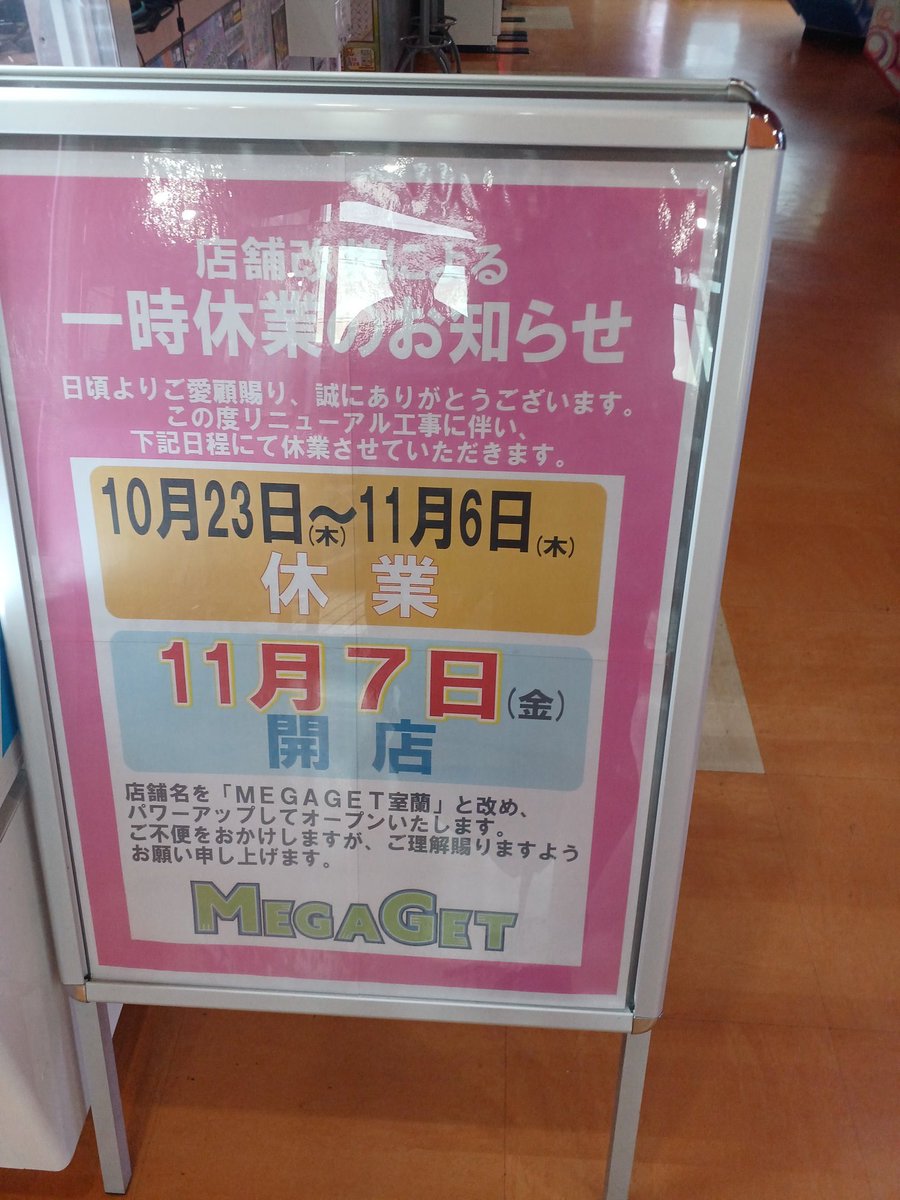 店舗改装による
一時休業のお知らせ
日頃よりご愛顧賜り、誠にありがとうございます。
この度リニューアル工事に伴い、
下記日程にて休業させていただきます。
10月23日(木)～11月6日(木)
休業
11月7日(金)
開店
店舗名を「ＭＥＧＡＧＥＴ室蘭」と改め、
パワーアップしてオープンいたします。
ご不便をおかけしますが、ご理解賜りますよう
お願い申し上げます。
MEGAGET